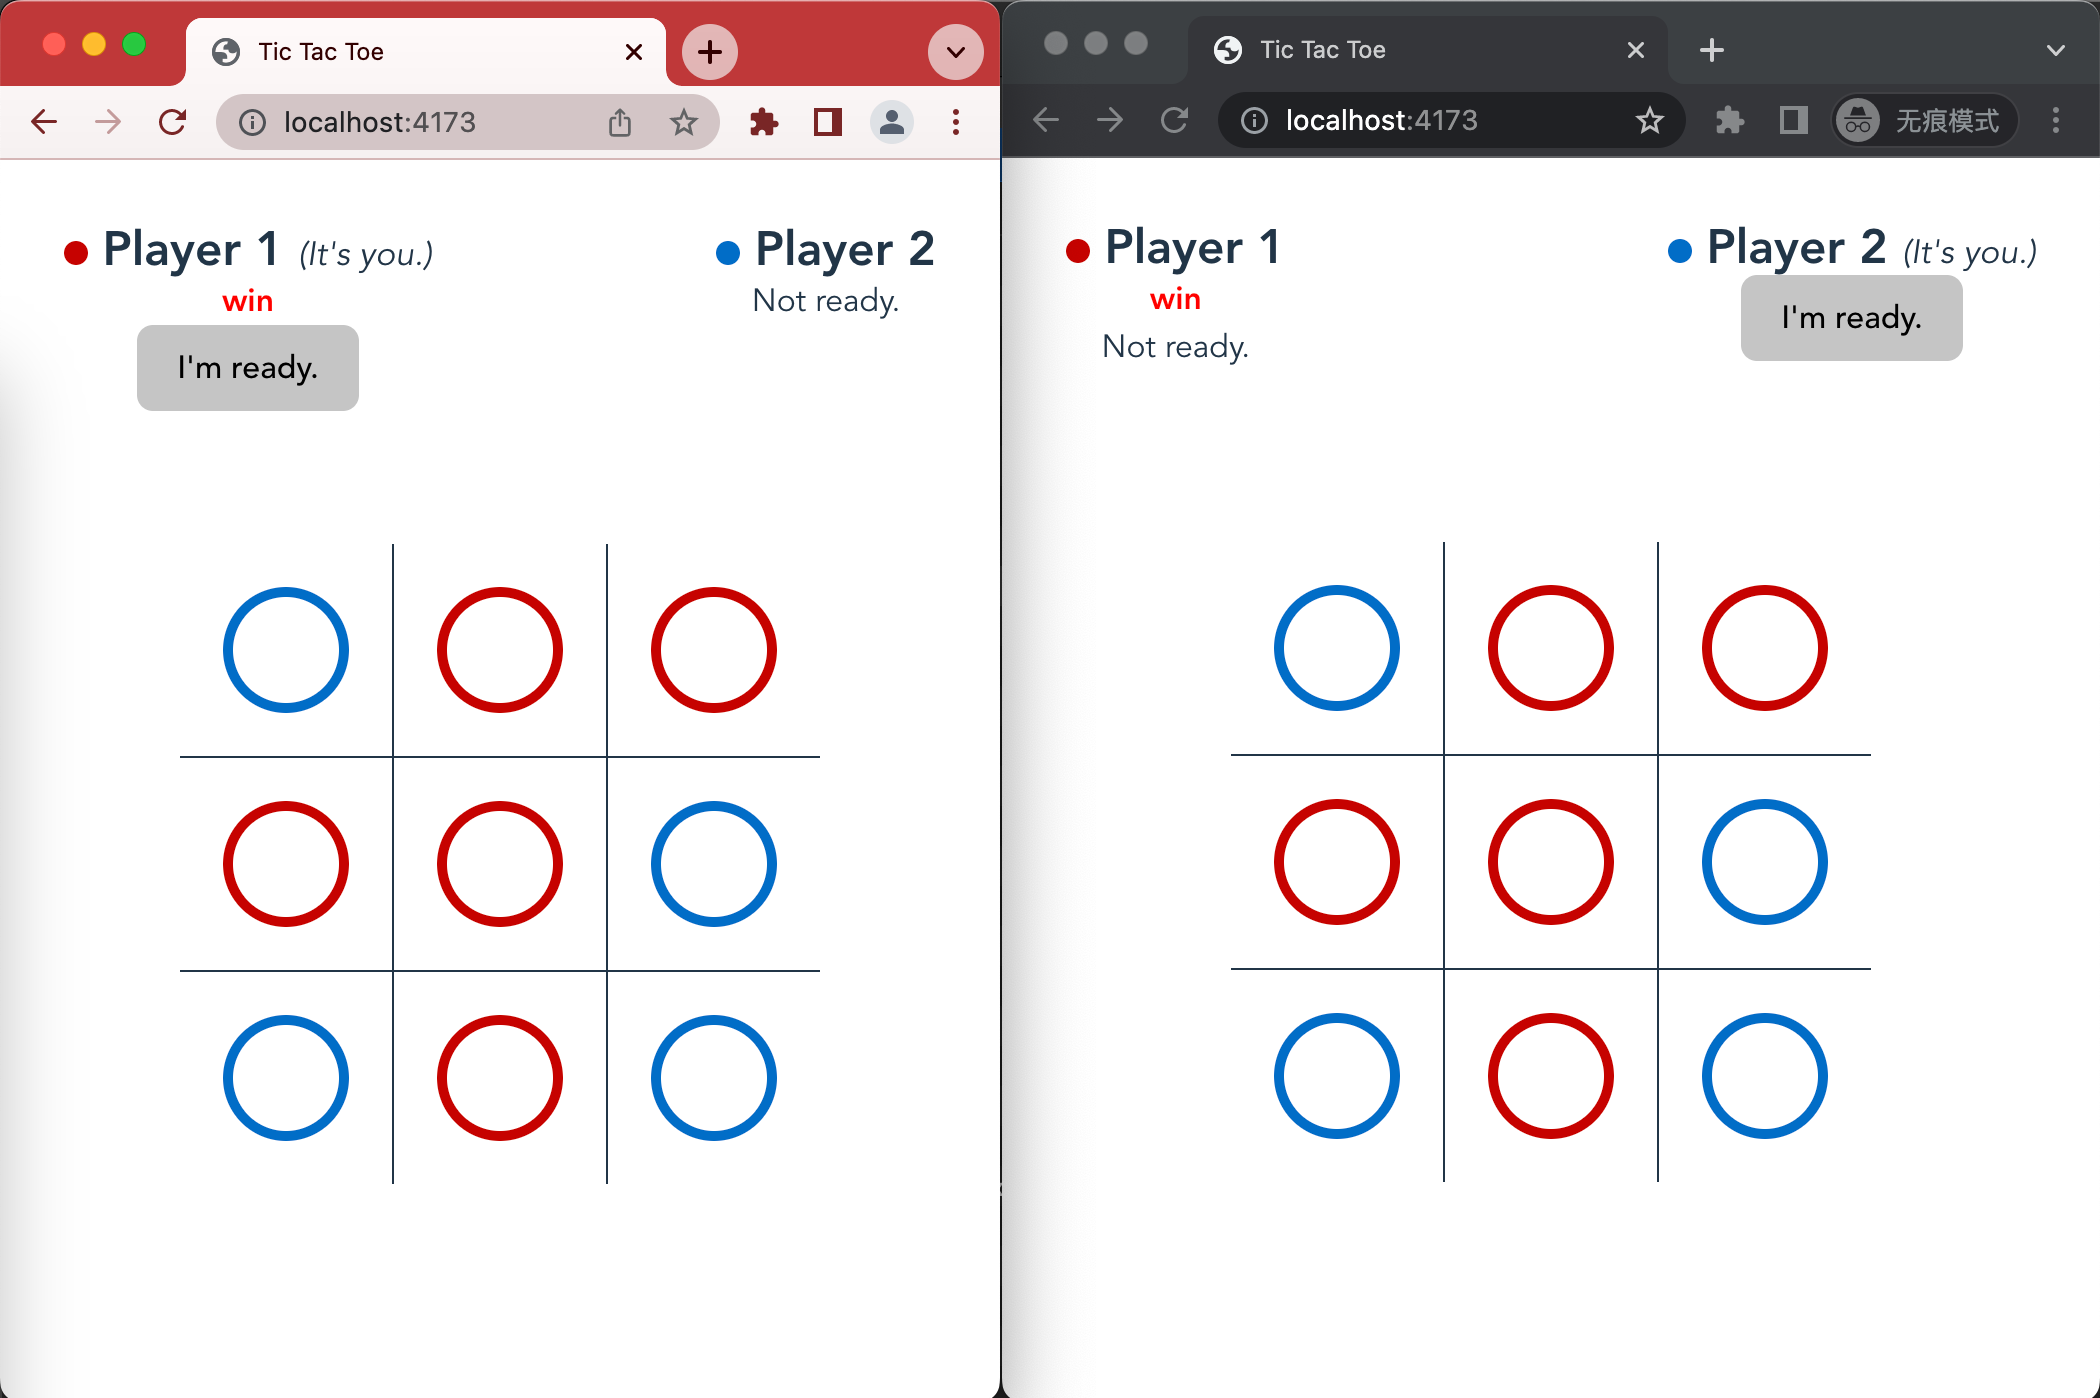 Tic Tac Toe
localhost:4173
Player 1 (It's you.)
win
I'm ready.
Player 2
Not ready.
Tic Tac Toe
localhost:4173
无痕模式
Player 1
win
Not ready.
Player 2 (It's you.)
I'm ready.